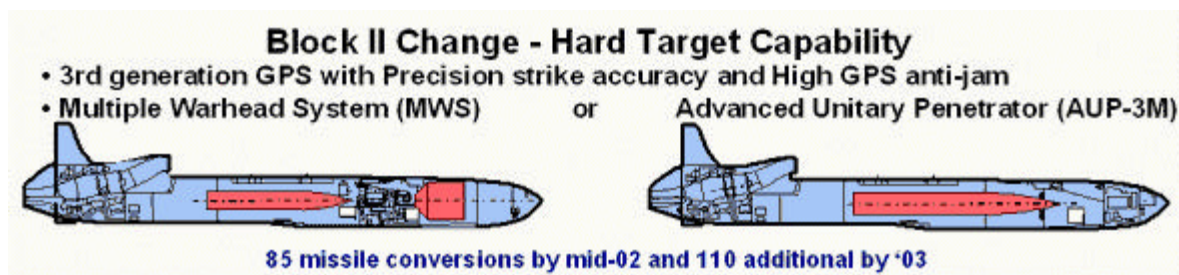 Block II Change - Hard Target Capability
• 3rd generation GPS with Precision strike accuracy and High GPS anti-jam
• Multiple Warhead System (MWS) or Advanced Unitary Penetrator (AUP-3M)
85 missile conversions by mid-02 and 110 additional by ‘03